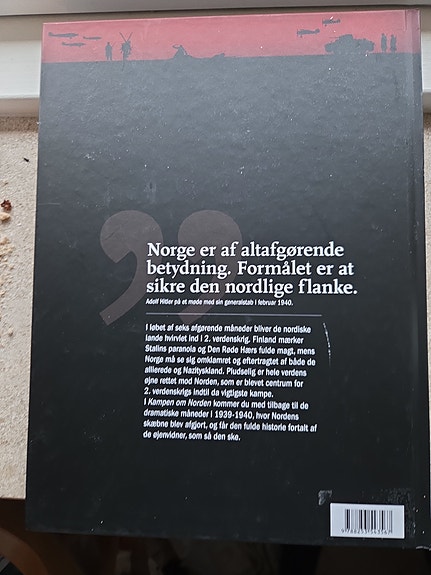 ”
Norge er af altafgørende
betydning. Formålet er at
sikre den nordlige flanke.
Adolf Hitler på et møde med sin generalstab i februar 1940.
I løbet af seks afgørende måneder bliver de nordiske
lande hvirvlet ind i 2. verdenskrig. Finland mærker
Stalins paranoia og Den Røde Hærs fulde magt, mens
Norge må se sig omklamret og eftertragtet af både de
allierede og Nazityskland. Pludselig er hele verdens
øjne rettet mod Norden, som er blevet centrum for
2. verdenskrigs indtil da vigtigste kampe.
I Kampen om Norden kommer du med tilbage til de
dramatiske måneder i 1939-1940, hvor Nordens
skæbne blev afgjort, og får den fulde historie fortalt af
de øjenvidner, som så den ske.
9788253543567